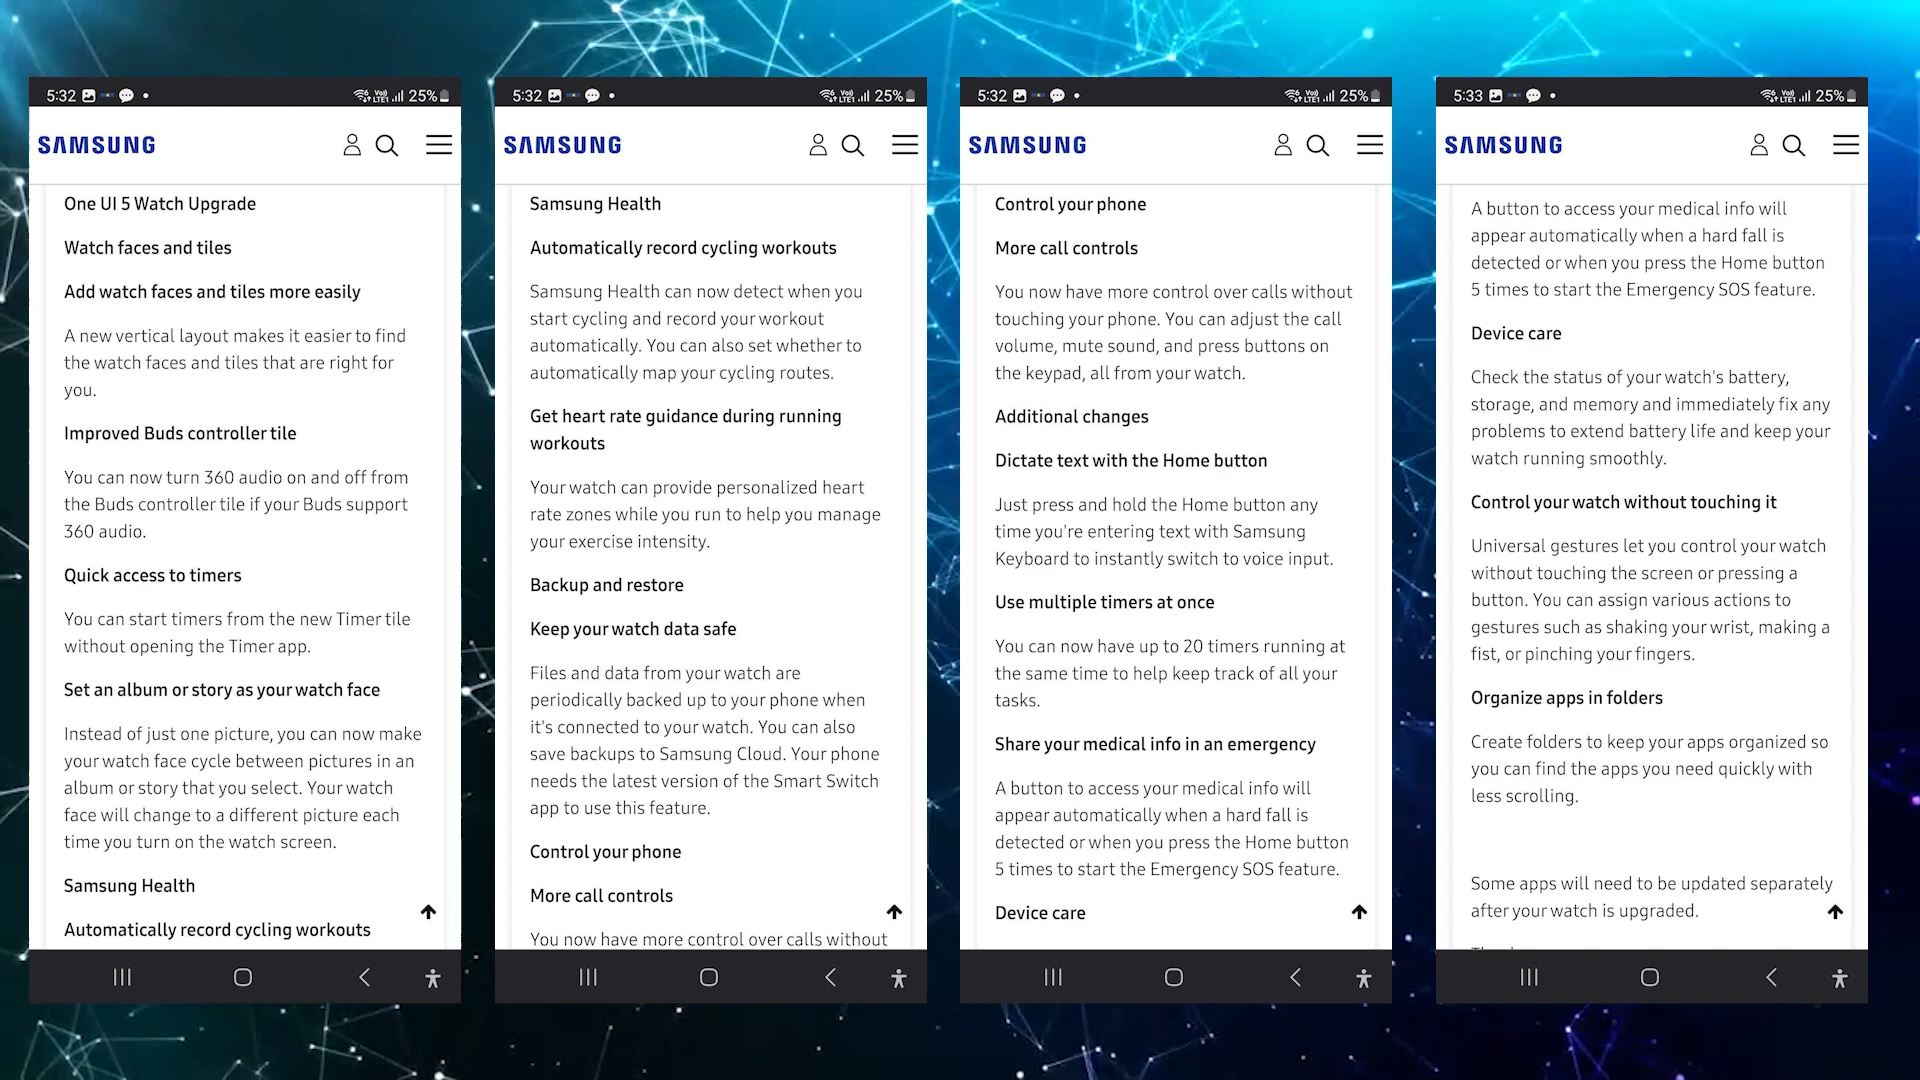 5:32
Vo)) LTE1 25%
SAMSUNG
One UI 5 Watch Upgrade
Watch faces and tiles
Add watch faces and tiles more easily
A new vertical layout makes it easier to find
the watch faces and tiles that are right for
you.
Improved Buds controller tile
You can now turn 360 audio on and off from
the Buds controller tile if your Buds support
360 audio.
Quick access to timers
You can start timers from the new Timer tile
without opening the Timer app.
Set an album or story as your watch face
Instead of just one picture, you can now make
your watch face cycle between pictures in an
album or story that you select. Your watch
face will change to a different picture each
time you turn on the watch screen.
Samsung Health
Automatically record cycling workouts
5:32
Vo)) LTE1 25%
SAMSUNG
Samsung Health
Automatically record cycling workouts
Samsung Health can now detect when you
start cycling and record your workout
automatically. You can also set whether to
automatically map your cycling routes.
Get heart rate guidance during running
workouts
Your watch can provide personalized heart
rate zones while you run to help you manage
your exercise intensity.
Backup and restore
Keep your watch data safe
Files and data from your watch are
periodically backed up to your phone when
it's connected to your watch. You can also
save backups to Samsung Cloud. Your phone
needs the latest version of the Smart Switch
app to use this feature.
Control your phone
More call controls
You now have more control over calls without
5:32
Vo)) LTE1 25%
SAMSUNG
Control your phone
More call controls
You now have more control over calls without
touching your phone. You can adjust the call
volume, mute sound, and press buttons on
the keypad, all from your watch.
Additional changes
Dictate text with the Home button
Just press and hold the Home button any
time you're entering text with Samsung
Keyboard to instantly switch to voice input.
Use multiple timers at once
You can now have up to 20 timers running at
the same time to help keep track of all your
tasks.
Share your medical info in an emergency
A button to access your medical info will
appear automatically when a hard fall is
detected or when you press the Home button
5 times to start the Emergency SOS feature.
Device care
5:33
Vo)) LTE1 25%
SAMSUNG
A button to access your medical info will
appear automatically when a hard fall is
detected or when you press the Home button
5 times to start the Emergency SOS feature.
Device care
Check the status of your watch's battery,
storage, and memory and immediately fix any
problems to extend battery life and keep your
watch running smoothly.
Control your watch without touching it
Universal gestures let you control your watch
without touching the screen or pressing a
button. You can assign various actions to
gestures such as shaking your wrist, making a
fist, or pinching your fingers.
Organize apps in folders
Create folders to keep your apps organized so
you can find the apps you need quickly with
less scrolling.
Some apps will need to be updated separately
after your watch is upgraded.